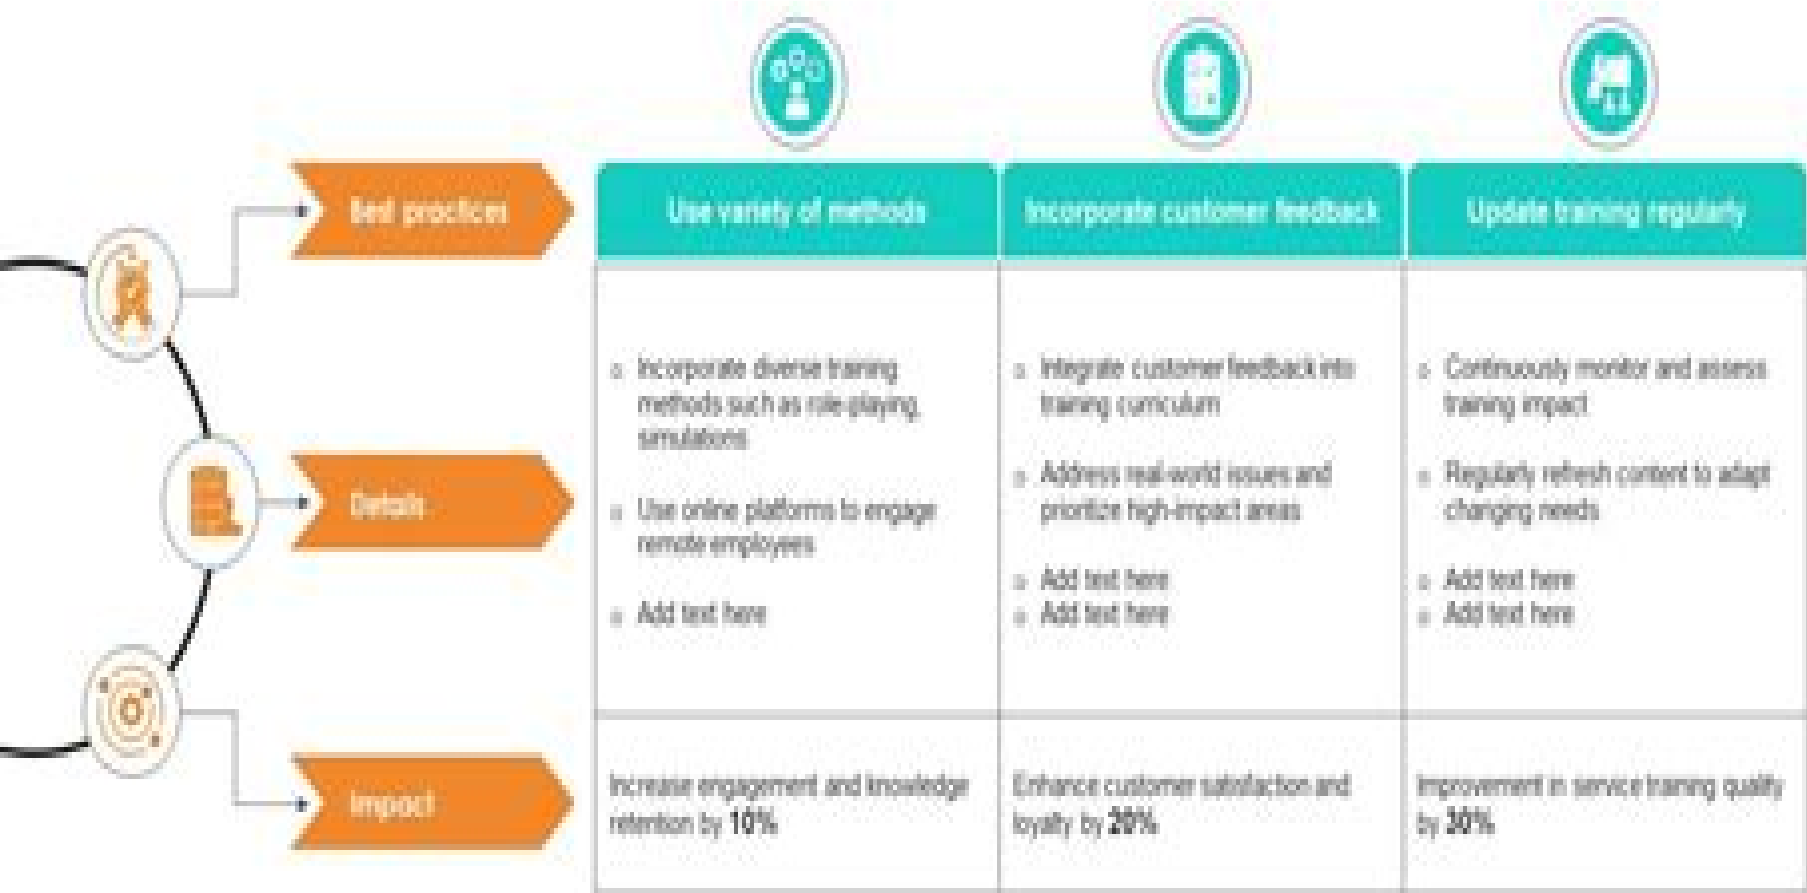 Best practices
Use variety of methods
Incorporate customer feedback
Update training regularly
Details
Incorporate diverse training
methods such as role-playing,
simulations
Use online platforms to engage
remote employees
Add text here
Integrate customer feedback into
training curriculum
Address real-world issues and
prioritize high-impact areas
Add text here
Add text here
Continuously monitor and assess
training impact
Regularly refresh content to adapt
changing needs
Add text here
Add text here
Impact
Increase engagement and knowledge
retention by 10%
Enhance customer satisfaction and
loyalty by 20%
Improvement in service training quality
by 30%